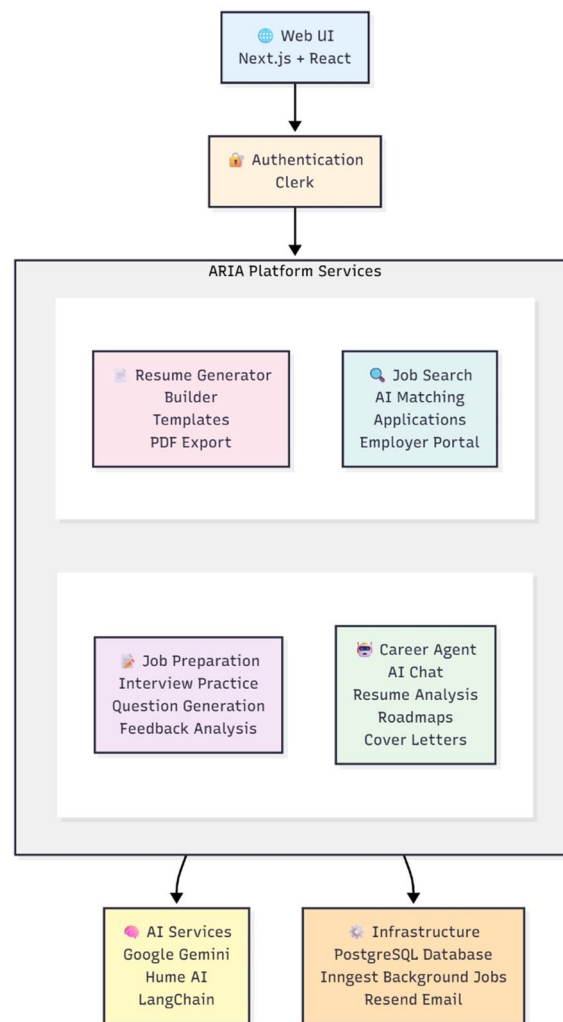 Web UI
Next.js + React
Authentication
Clerk
ARIA Platform Services
Resume Generator
Builder
Templates
PDF Export
Job Search
AI Matching
Applications
Employer Portal
Job Preparation
Interview Practice
Question Generation
Feedback Analysis
Career Agent
AI Chat
Resume Analysis
Roadmaps
Cover Letters
AI Services
Google Gemini
Hume AI
LangChain
Infrastructure
PostgreSQL Database
Inngest Background Jobs
Resend Email